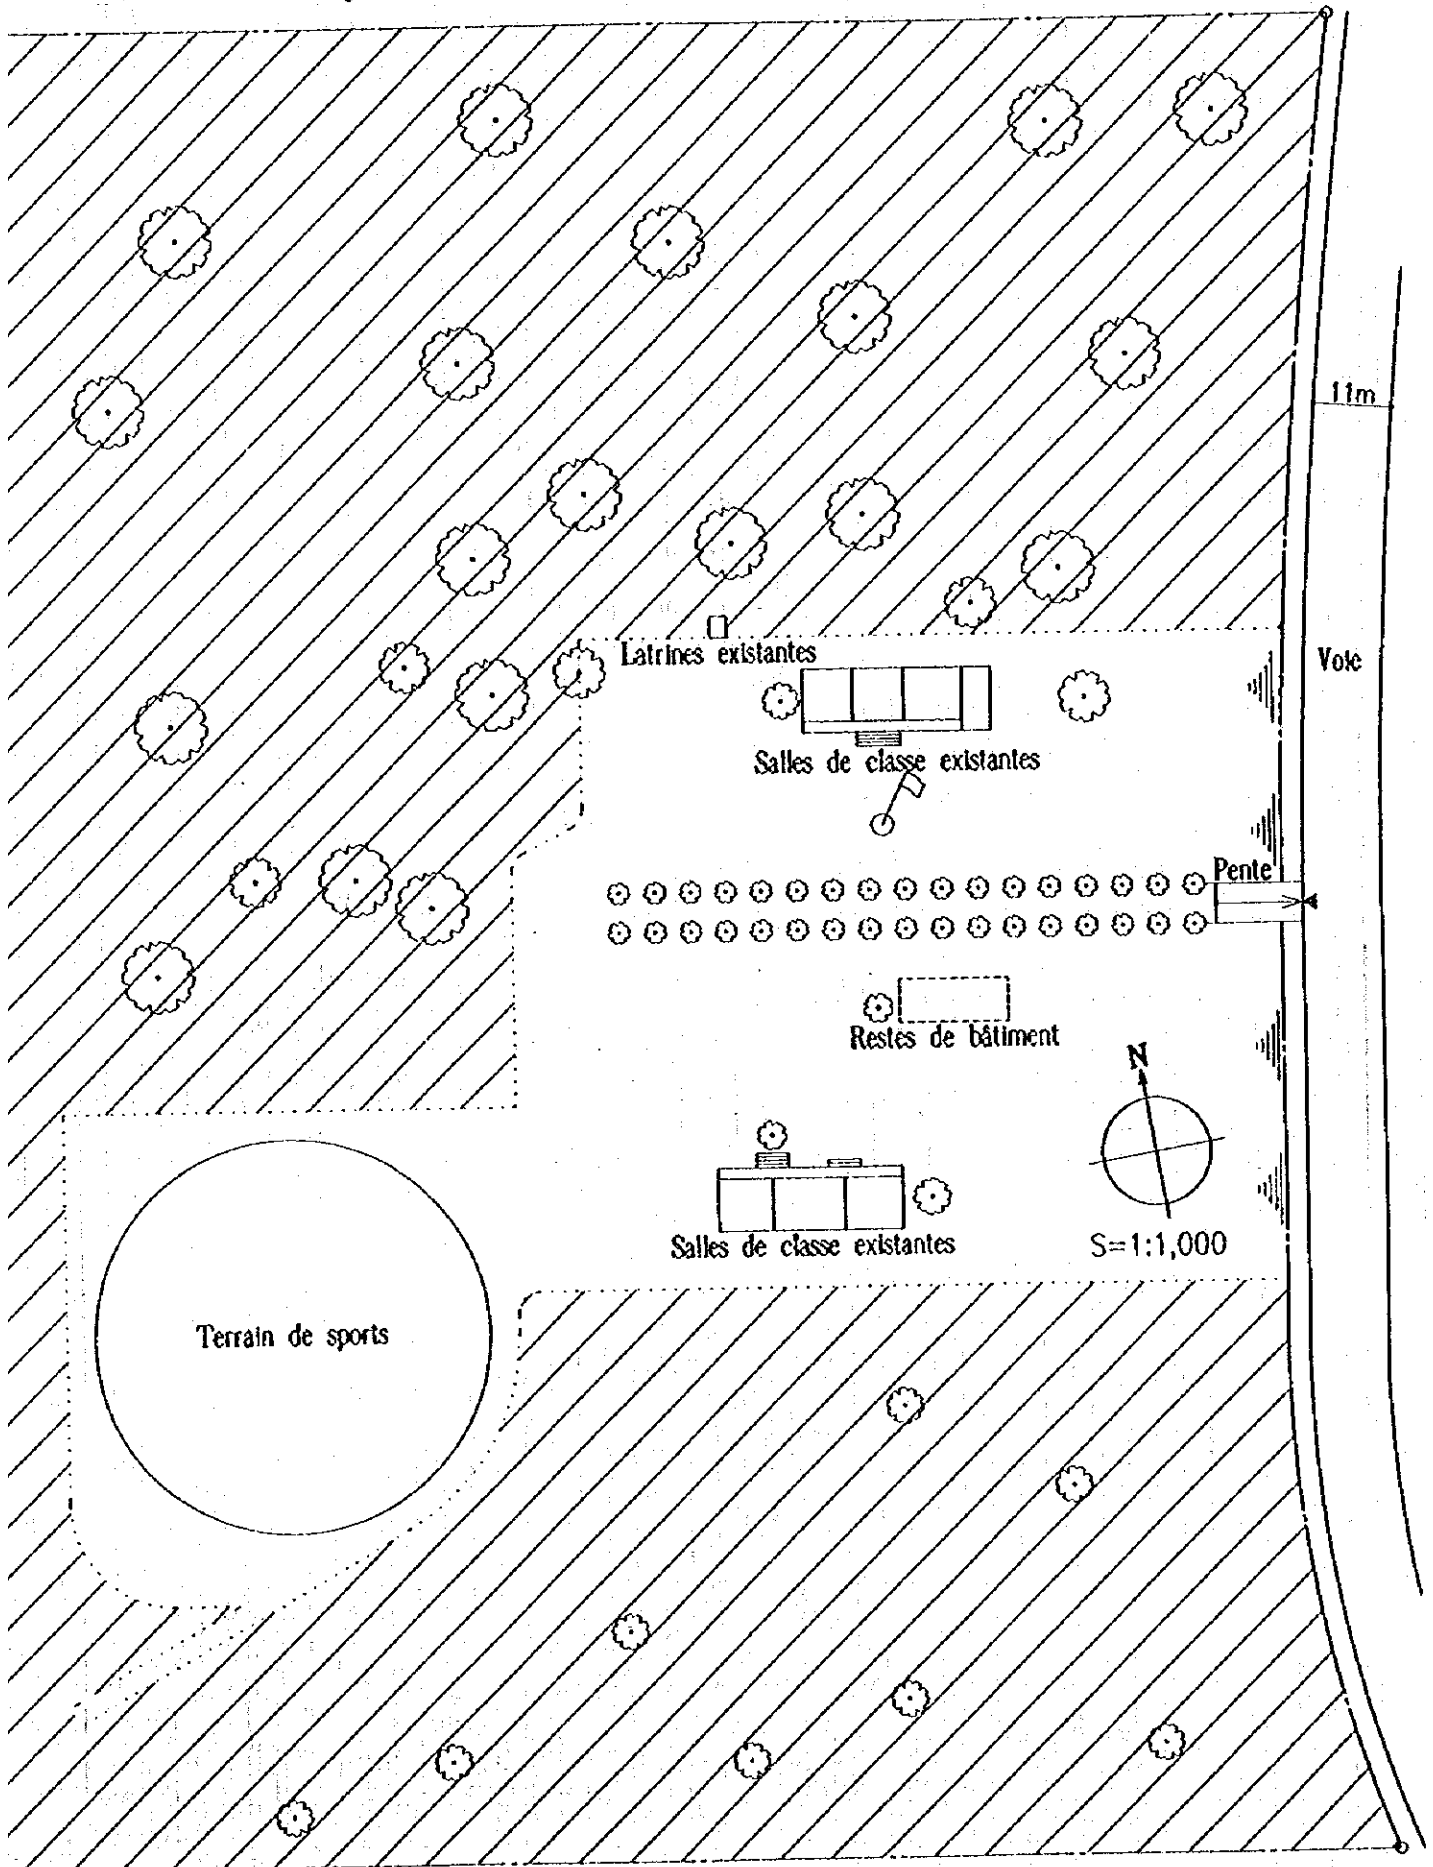 11m
Latrines existantes
Voie
Salles de classe existantes
Pente
Restes de bâtiment
N
Salles de classe existantes
S=1:1,000
Terrain de sports